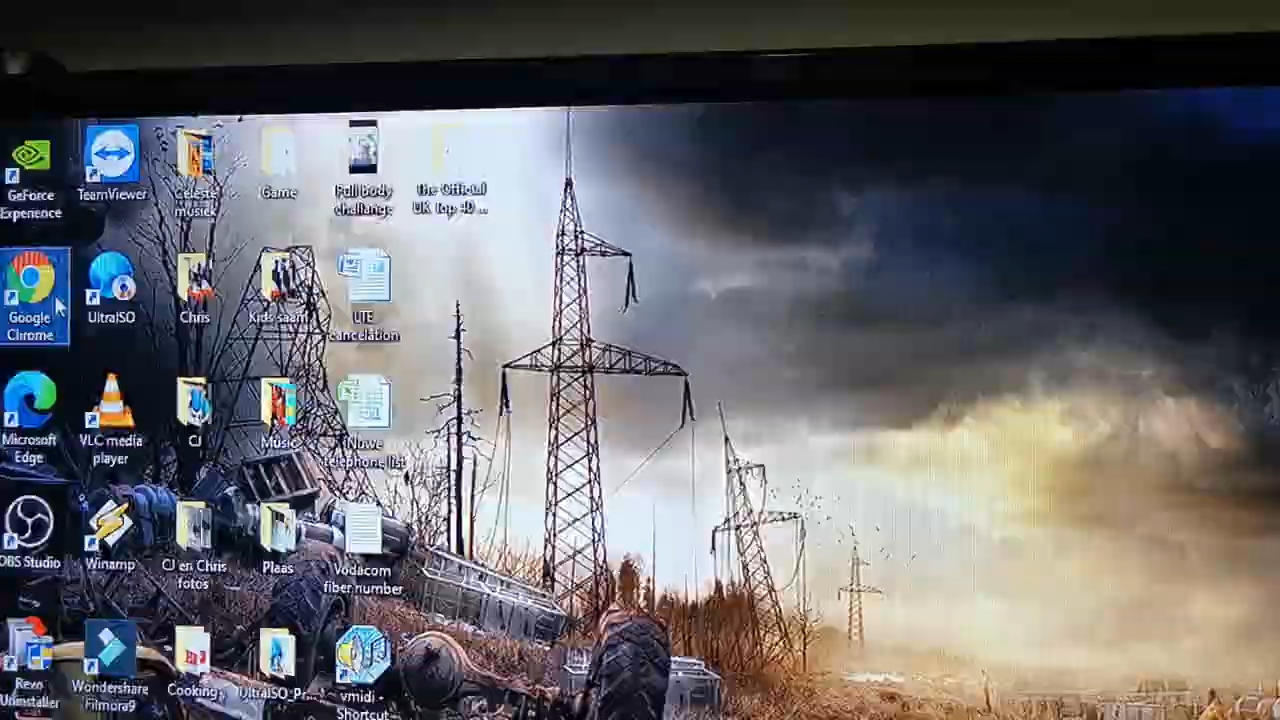 GeForce
Experience
TeamViewer
Celeste
musiek
Game
Full body
challange
The Official
UK Top 40 ...
Google
Chrome
UltraISO
Chris
Kids saam
LTE
cancelation
Microsoft
Edge
VLC media
player
CJ
Music
Nuwe
telephone list
OBS Studio
Winamp
CJ en Chris
fotos
Plaas
Vodacom
fiber number
Revo
Uninstaller
Wondershare
Filmora9
Cooking
UltraISO_Pr...
vmidi -
Shortcut